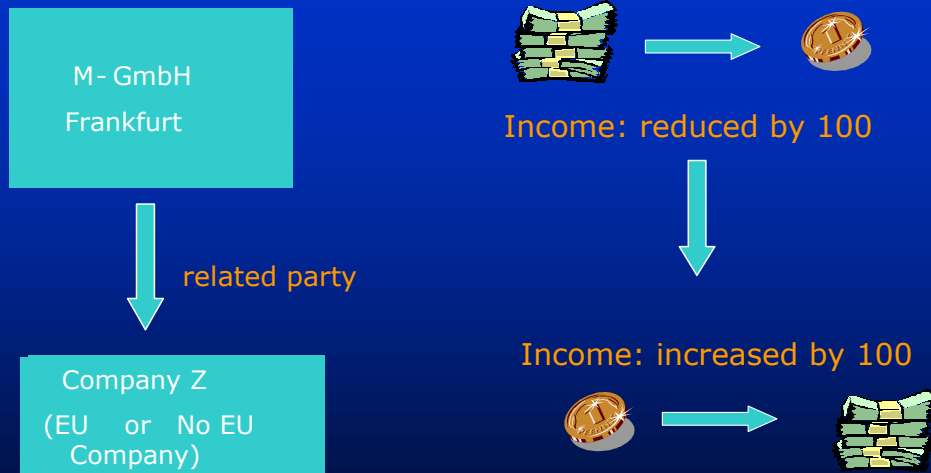 M- GmbH
Frankfurt
Income: reduced by 100
related party
Income: increased by 100
Company Z
(EU or No EU
Company)